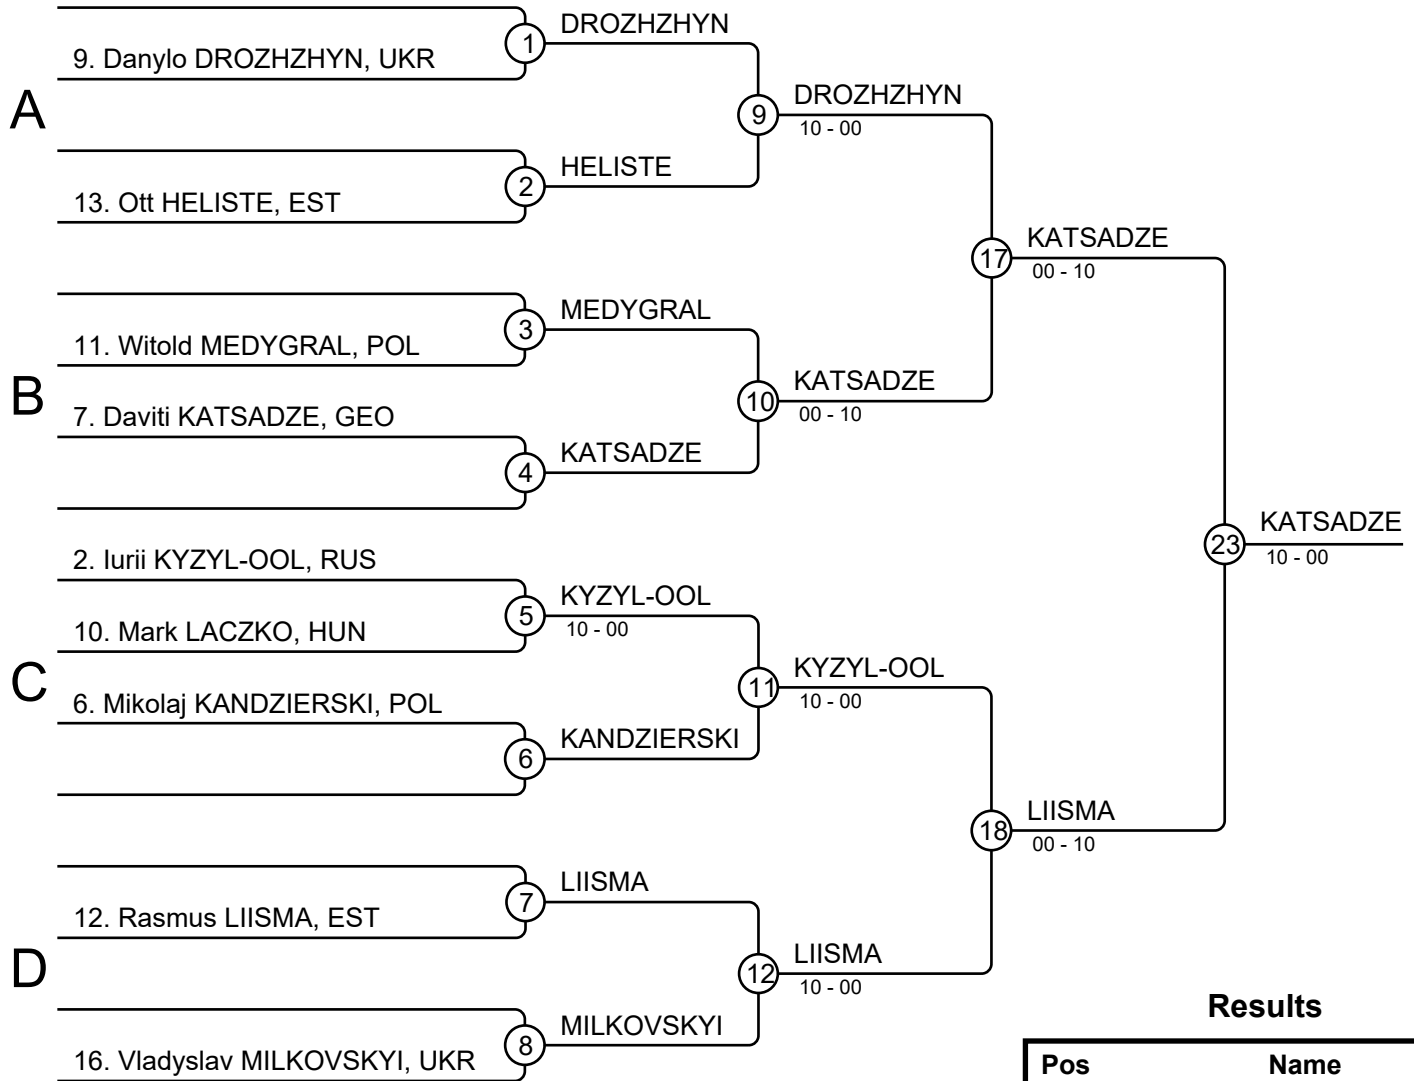 DROZHZHYN
1
9. Danylo DROZHZHYN, UKR
A
DROZHZHYN
9
10 - 00
HELISTE
2
13. Ott HELISTE, EST
KATSADZE
17
00 - 10
MEDYGRAL
3
11. Witold MEDYGRAL, POL
B
KATSADZE
10
00 - 10
7. Daviti KATSADZE, GEO
KATSADZE
4
KATSADZE
23
10 - 00
2. Iurii KYZYL-OOL, RUS
KYZYL-OOL
5
10 - 00
10. Mark LACZKO, HUN
C
KYZYL-OOL
11
10 - 00
6. Mikolaj KANDZIERSKI, POL
KANDZIERSKI
6
LIISMA
18
00 - 10
LIISMA
7
12. Rasmus LIISMA, EST
D
LIISMA
12
10 - 00
MILKOVSKYI
8
16. Vladyslav MILKOVSKYI, UKR
Results
Pos Name